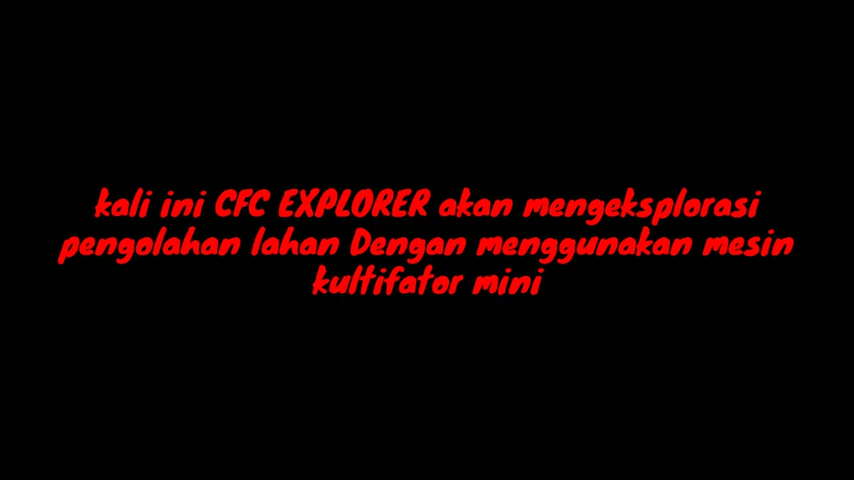 kali ini CFC EXPLORER akan mengeksplorasi
pengolahan lahan Dengan menggunakan mesin
kultifator mini